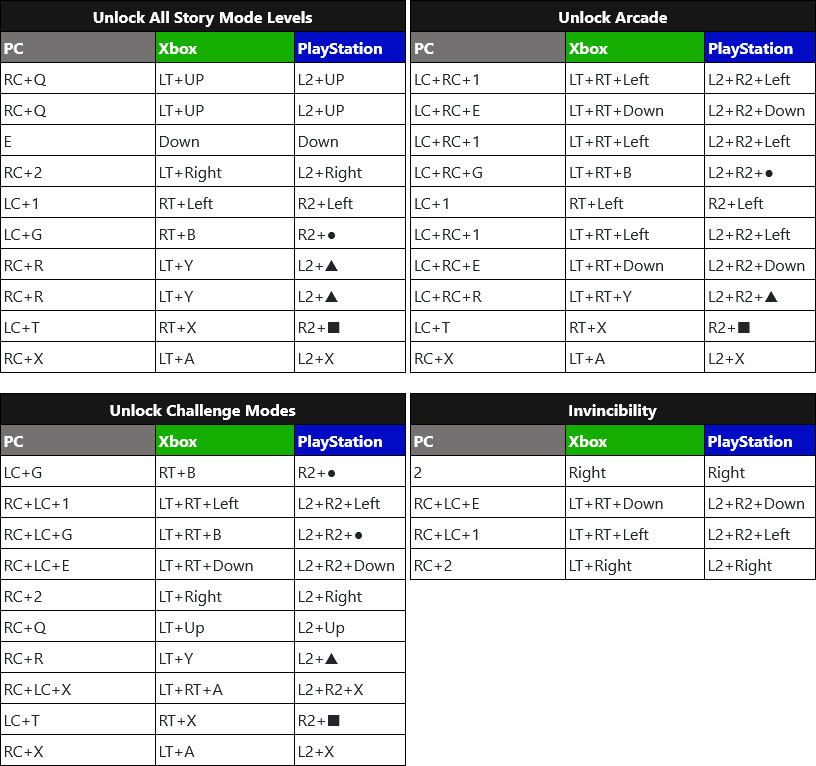 Unlock All Story Mode Levels
PC Xbox PlayStation
RC+Q LT+UP L2+UP
RC+Q LT+UP L2+UP
E Down Down
RC+2 LT+Right L2+Right
LC+1 RT+Left R2+Left
LC+G RT+B R2+●
RC+R LT+Y L2+▲
RC+R LT+Y L2+▲
LC+T RT+X R2+■
RC+X LT+A L2+X
Unlock Arcade
PC Xbox PlayStation
LC+RC+1 LT+RT+Left L2+R2+Left
LC+RC+E LT+RT+Down L2+R2+Down
LC+RC+1 LT+RT+Left L2+R2+Left
LC+RC+G LT+RT+B L2+R2+●
LC+1 RT+Left R2+Left
LC+RC+1 LT+RT+Left L2+R2+Left
LC+RC+E LT+RT+Down L2+R2+Down
LC+RC+R LT+RT+Y L2+R2+▲
LC+T RT+X R2+■
RC+X LT+A L2+X
Unlock Challenge Modes
PC Xbox PlayStation
LC+G RT+B R2+●
RC+LC+1 LT+RT+Left L2+R2+Left
RC+LC+G LT+RT+B L2+R2+●
RC+LC+E LT+RT+Down L2+R2+Down
RC+2 LT+Right L2+Right
RC+Q LT+Up L2+Up
RC+R LT+Y L2+▲
RC+LC+X LT+RT+A L2+R2+X
LC+T RT+X R2+■
RC+X LT+A L2+X
Invincibility
PC Xbox PlayStation
2 Right Right
RC+LC+E LT+RT+Down L2+R2+Down
RC+LC+1 LT+RT+Left L2+R2+Left
RC+2 LT+Right L2+Right